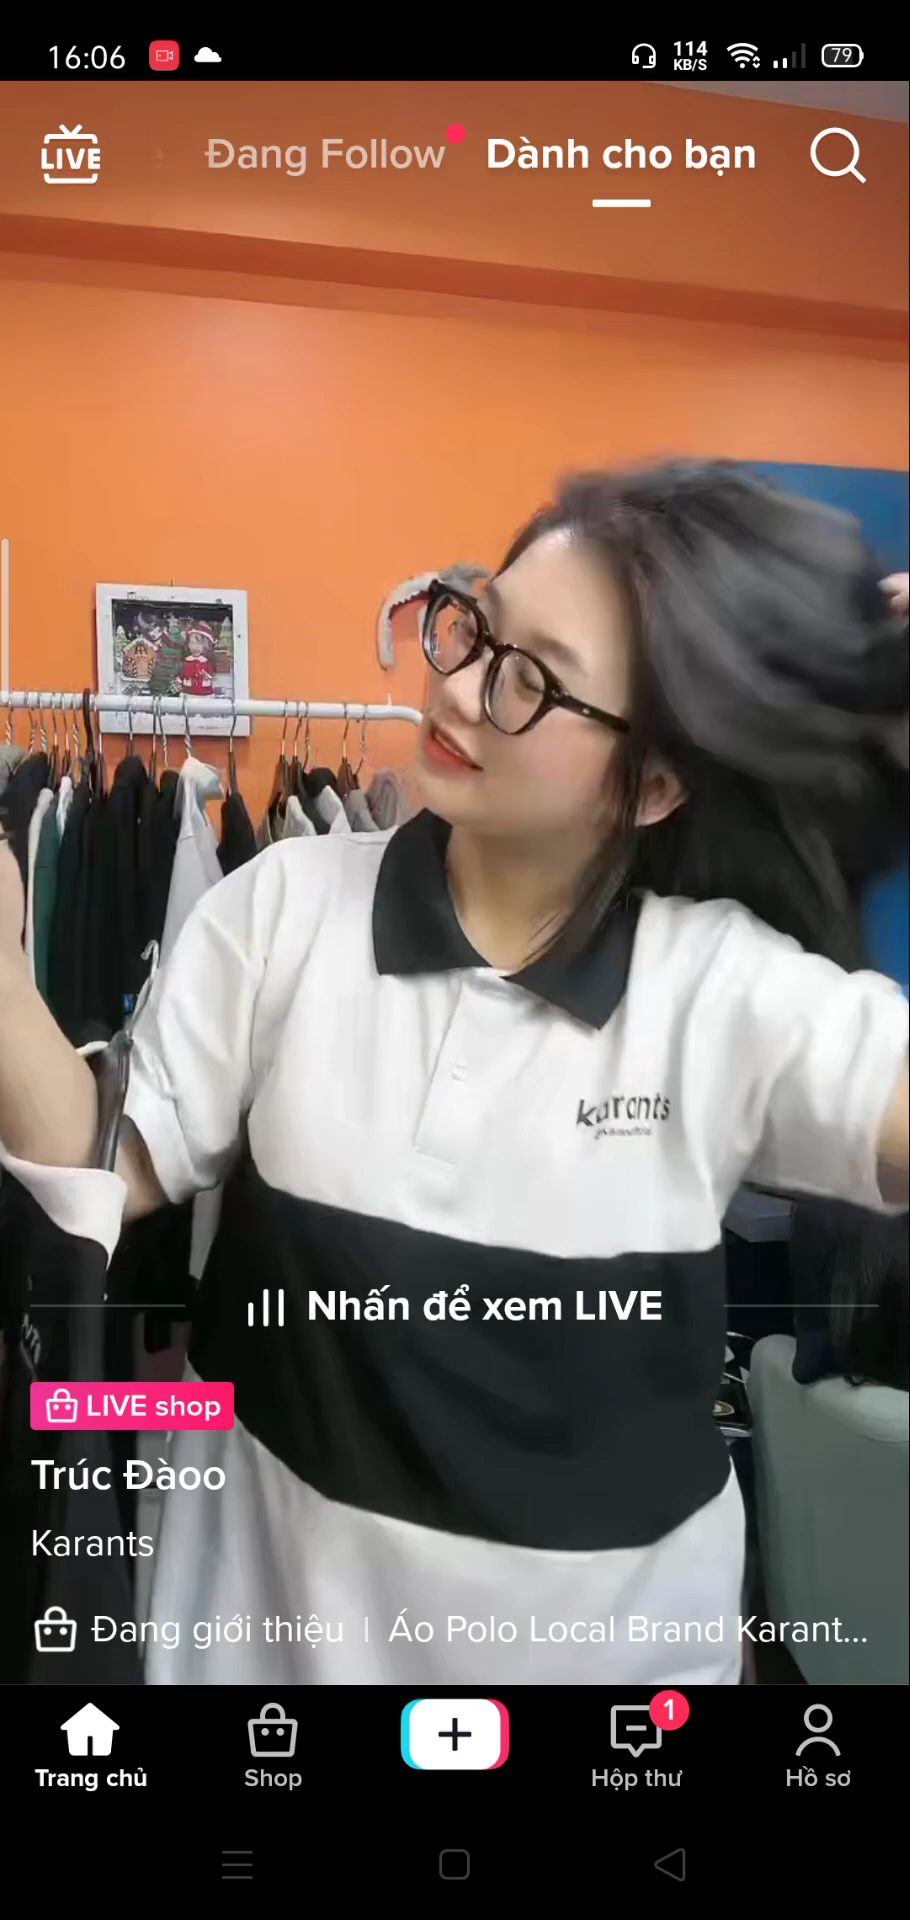 16:06
114
KB/S
79
LIVE
Đang Follow
Dành cho bạn
karants
Nhấn để xem LIVE
LIVE shop
Trúc Đàoo
Karants
Đang giới thiệu | Áo Polo Local Brand Karant...
1
Trang chủ
Shop
Hộp thư
Hồ sơ